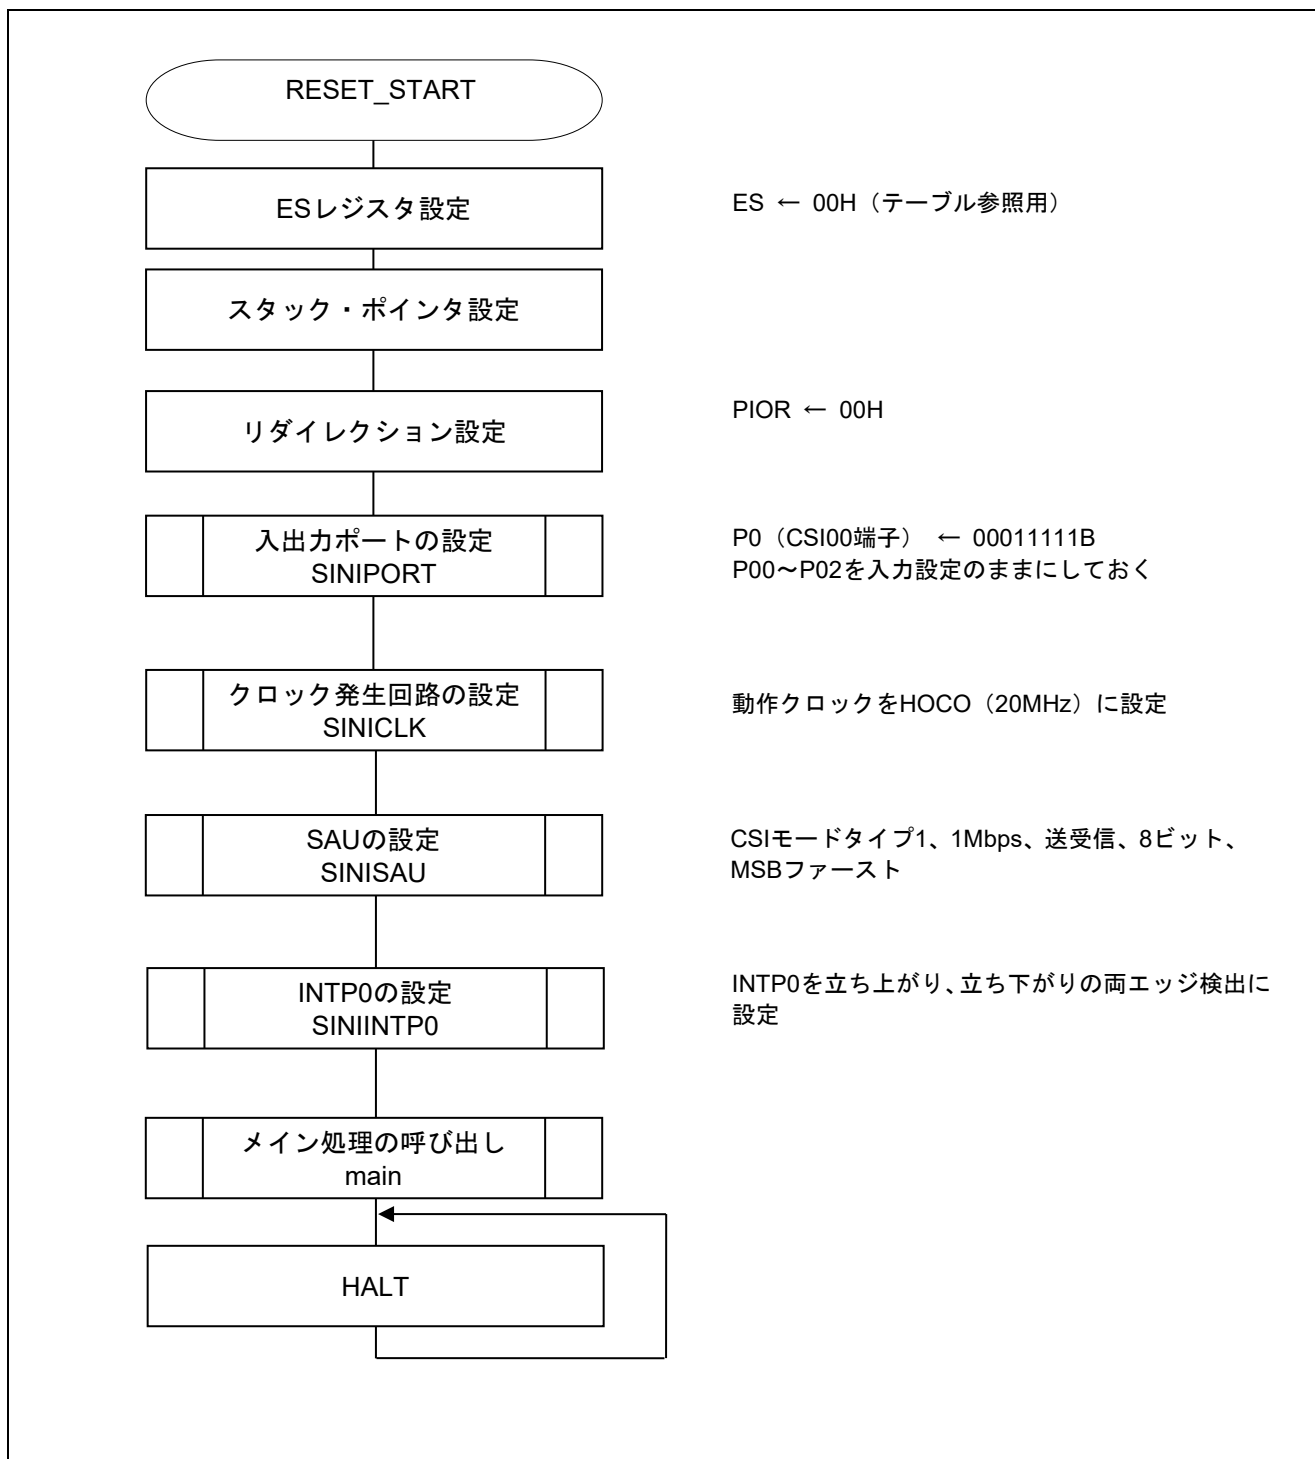 RESET_START
ESレジスタ設定
ES ← 00H（テーブル参照用）
スタック・ポインタ設定
リダイレクション設定
PIOR ← 00H
入出力ポートの設定
SINIPORT
P0（CSI00端子） ← 00011111B
P00～P02を入力設定のままにしておく
クロック発生回路の設定
SINICLK
動作クロックをHOCO（20MHz）に設定
SAUの設定
SINISAU
CSIモードタイプ1、1Mbps、送受信、8ビット、
MSBファースト
INTP0の設定
SINIINTP0
INTP0を立ち上がり、立ち下がりの両エッジ検出に
設定
メイン処理の呼び出し
main
HALT